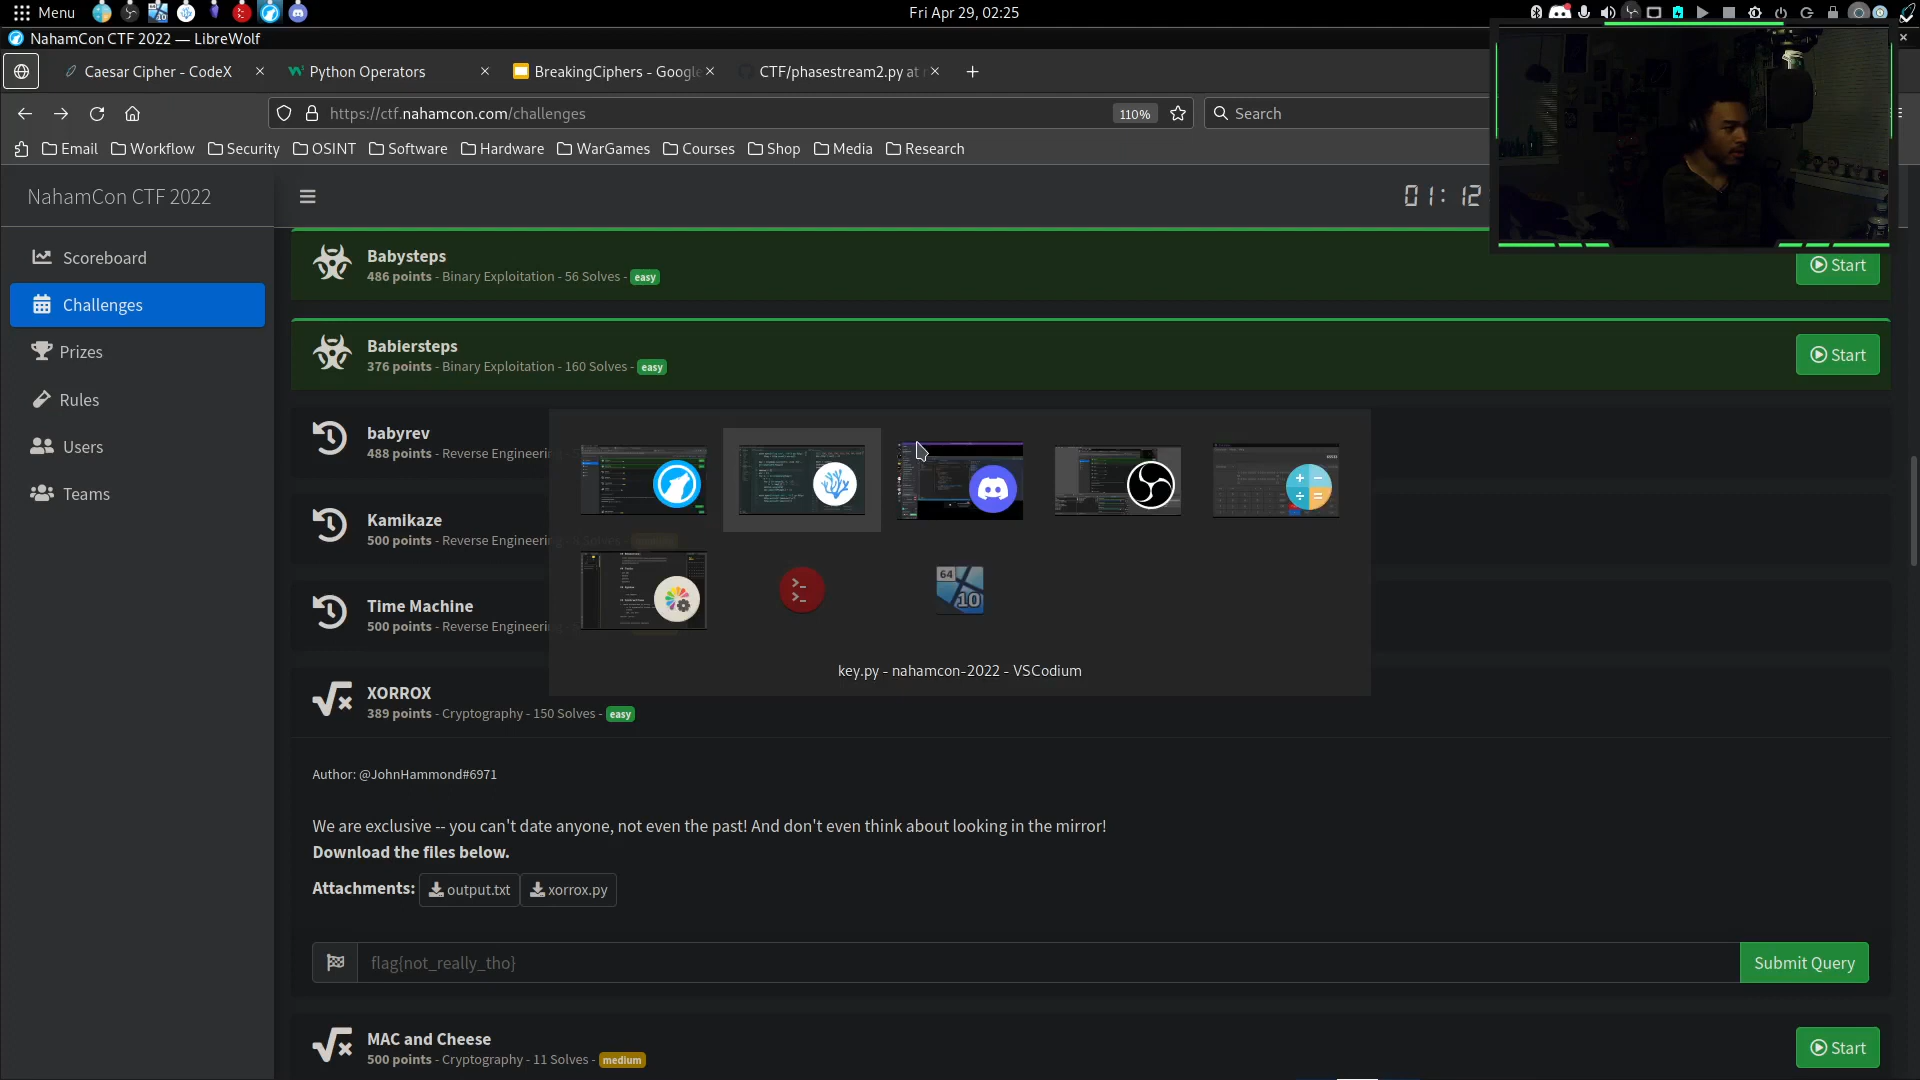 Menu
Fri Apr 29, 02:25
NahamCon CTF 2022 — LibreWolf
Caesar Cipher - CodeX
Python Operators
BreakingCiphers - Google
CTF/phasestream2.py at
https://ctf.nahamcon.com/challenges
110%
Search
Email
Workflow
Security
OSINT
Software
Hardware
WarGames
Courses
Shop
Media
Research
NahamCon CTF 2022
01: 12
Scoreboard
Challenges
Prizes
Rules
Users
Teams
Babysteps
486 points - Binary Exploitation - 56 Solves - easy
Start
Babiersteps
376 points - Binary Exploitation - 160 Solves - easy
Start
babyrev
488 points - Reverse Engineering
Kamikaze
500 points - Reverse Engineering
Time Machine
500 points - Reverse Engineering
64
10
key.py - nahamcon-2022 - VSCodium
XORROX
389 points - Cryptography - 150 Solves - easy
Author: @JohnHammond#6971
We are exclusive -- you can't date anyone, not even the past! And don't even think about looking in the mirror!
Download the files below.
Attachments: output.txt xorrox.py
flag{not_really_tho}
Submit Query
MAC and Cheese
500 points - Cryptography - 11 Solves - medium
Start